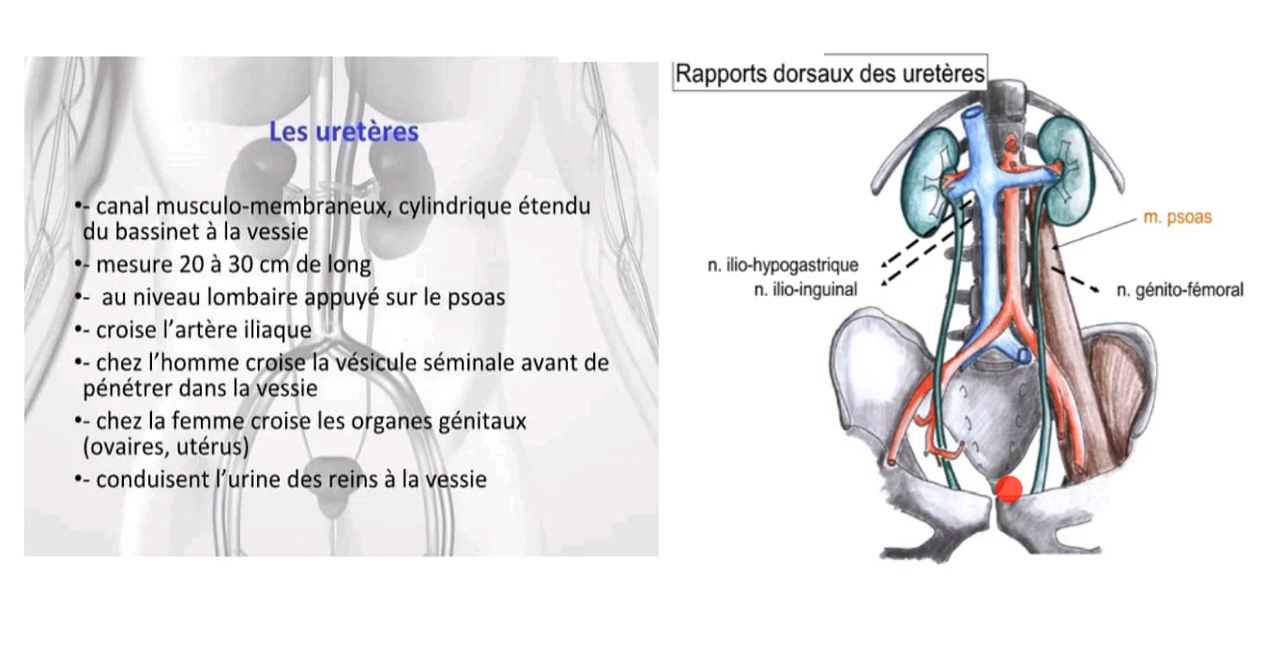 Les uretères
•- canal musculo-membraneux, cylindrique étendu
du bassinet à la vessie
•- mesure 20 à 30 cm de long
•-  au niveau lombaire appuyé sur le psoas
•- croise l'artère iliaque
•- chez l'homme croise la vésicule séminale avant de
pénétrer dans la vessie
•- chez la femme croise les organes génitaux
(ovaires, utérus)
•- conduisent l'urine des reins à la vessie
Rapports dorsaux des uretères
m. psoas
n. ilio-hypogastrique
n. ilio-inguinal
n. génito-fémoral